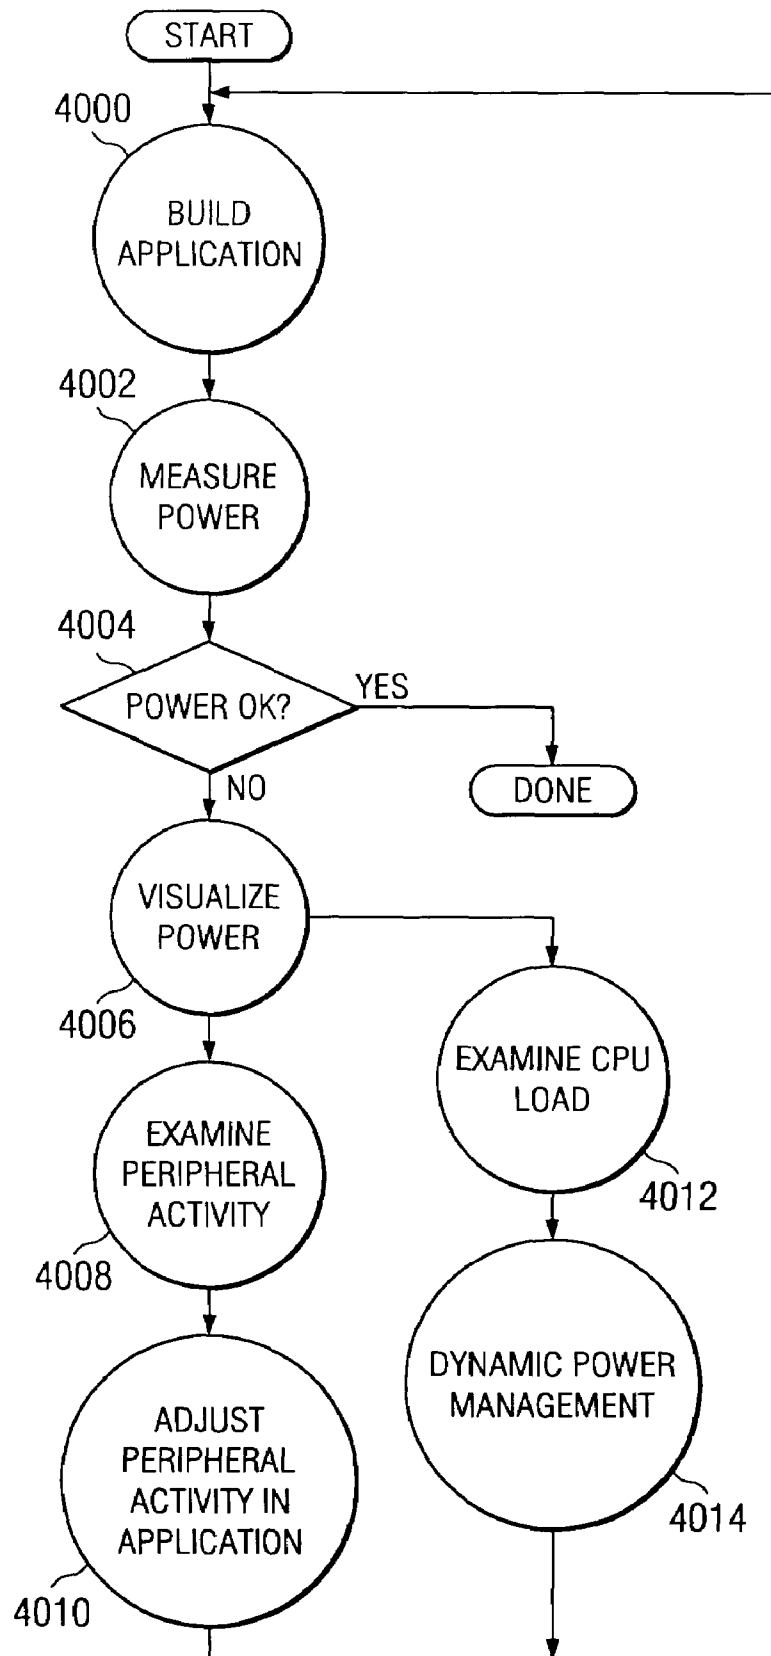 START
4000
BUILD
APPLICATION
4002
MEASURE
POWER
4004
POWER OK?
YES
DONE
NO
VISUALIZE
POWER
4006
EXAMINE CPU
LOAD
4012
EXAMINE
PERIPHERAL
ACTIVITY
4008
DYNAMIC POWER
MANAGEMENT
4014
ADJUST
PERIPHERAL
ACTIVITY IN
APPLICATION
4010